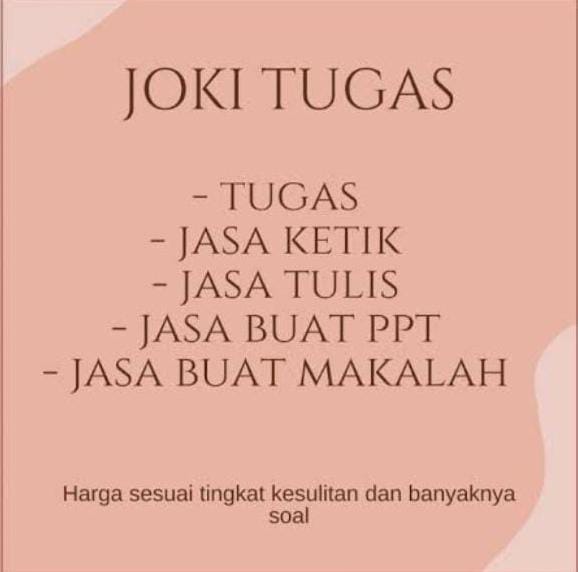 JOKI TUGAS
- TUGAS
- JASA KETIK
- JASA TULIS
- JASA BUAT PPT
- JASA BUAT MAKALAH
Harga sesuai tingkat kesulitan dan banyaknya
soal